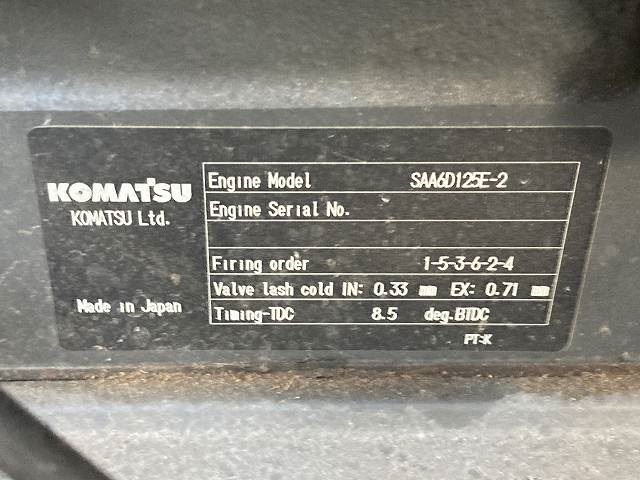 KOMATSU
KOMATSU Ltd.
Made in Japan
Engine Model SAA6D125E-2
Engine Serial No.
Firing order 1-5-3-6-2-4
Valve lash cold IN: 0.33 mm EX: 0.71 mm
Timing-TDC 8.5 deg.BTDC
PT:K